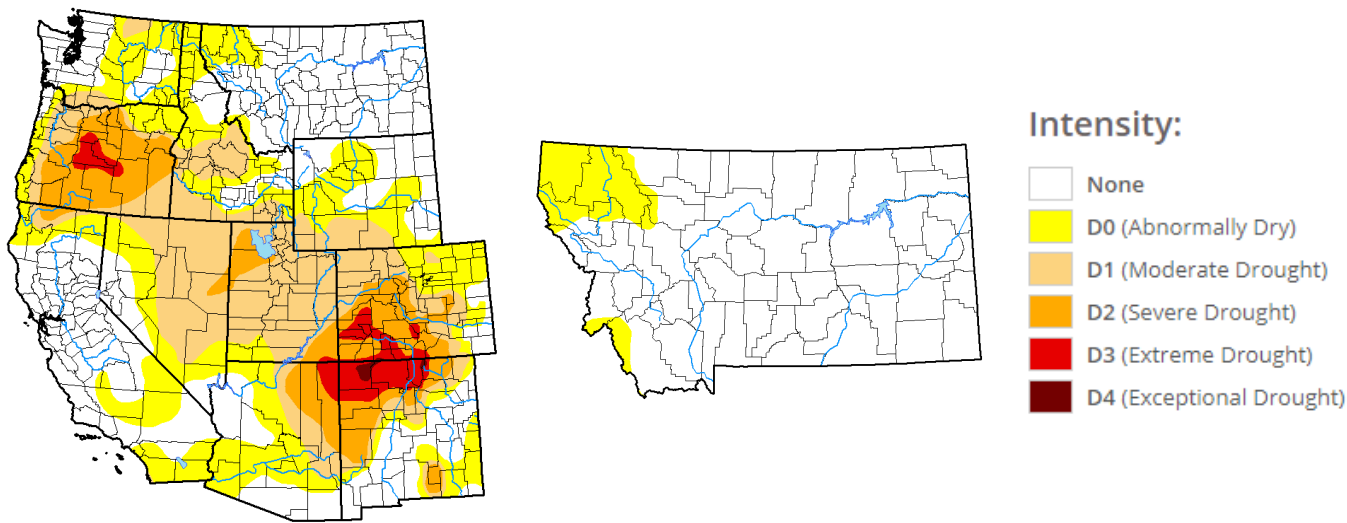 Intensity:
None
D0 (Abnormally Dry)
D1 (Moderate Drought)
D2 (Severe Drought)
D3 (Extreme Drought)
D4 (Exceptional Drought)